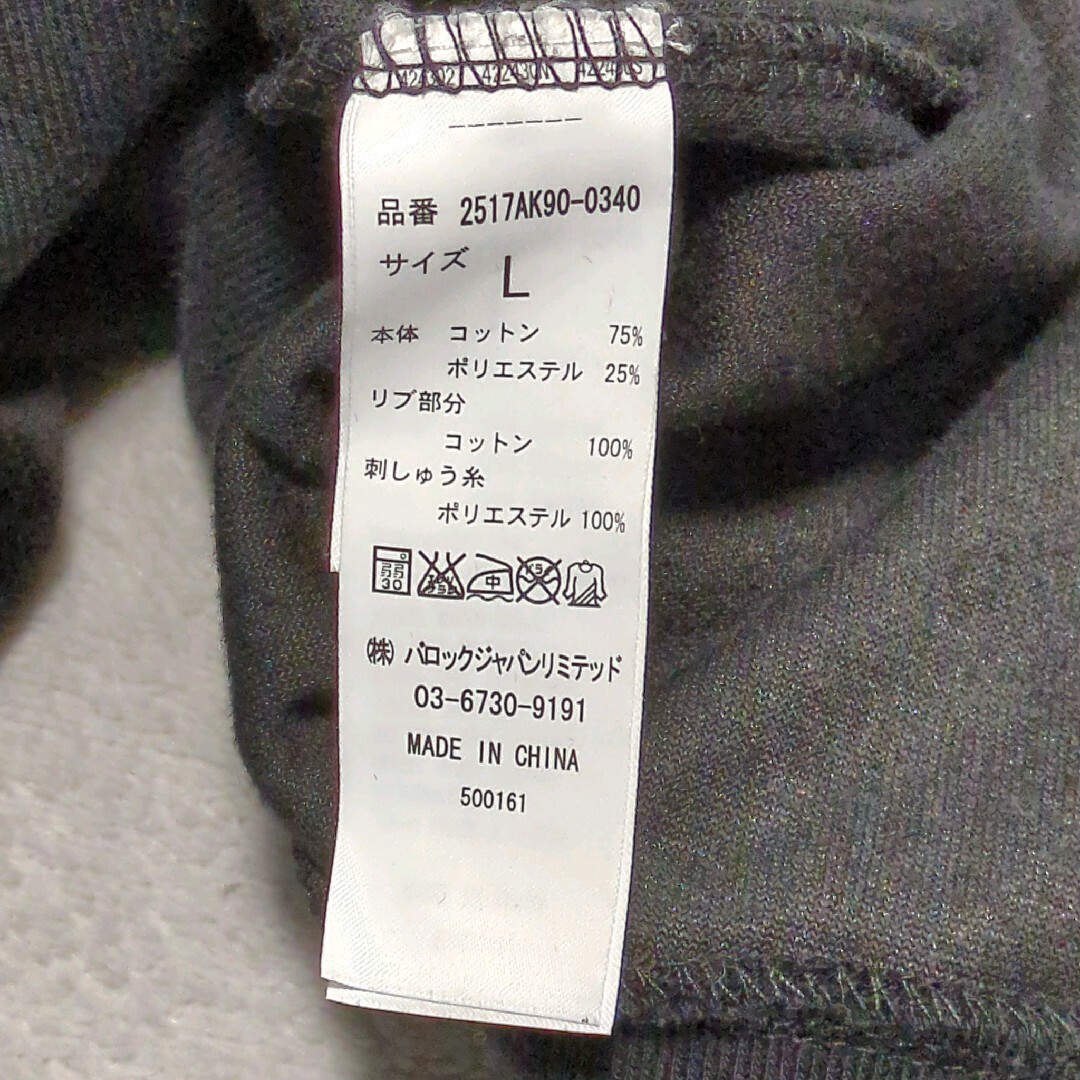 品番 2517AK90-0340
サイズ L
本体 コットン 75%
ポリエステル 25%
リブ部分
コットン 100%
刺しゅう糸
ポリエステル 100%
弱
30
中
㈱ バロックジャパンリミテッド
03-6730-9191
MADE IN CHINA
500161